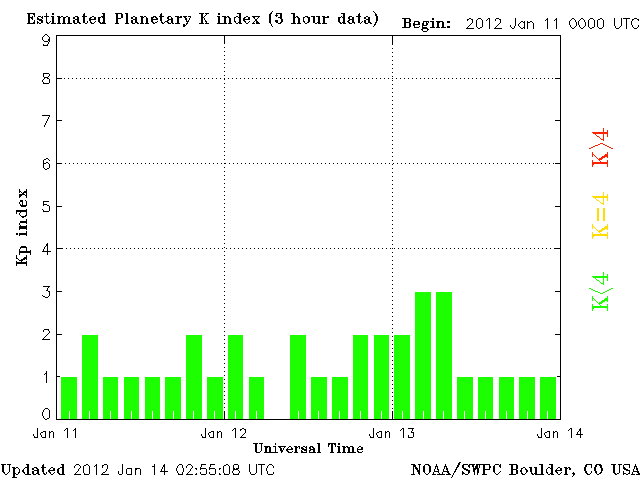 Estimated Planetary K index (3 hour data) Begin: 2012 Jan 11 0000 UTC
9
8
7
6
5
4
3
2
1
0
Kp index
K>4
K=4
K<4
Jan 11 Jan 12 Jan 13 Jan 14
Universal Time
Updated 2012 Jan 14 02:55:08 UTC NOAA/SWPC Boulder, CO USA